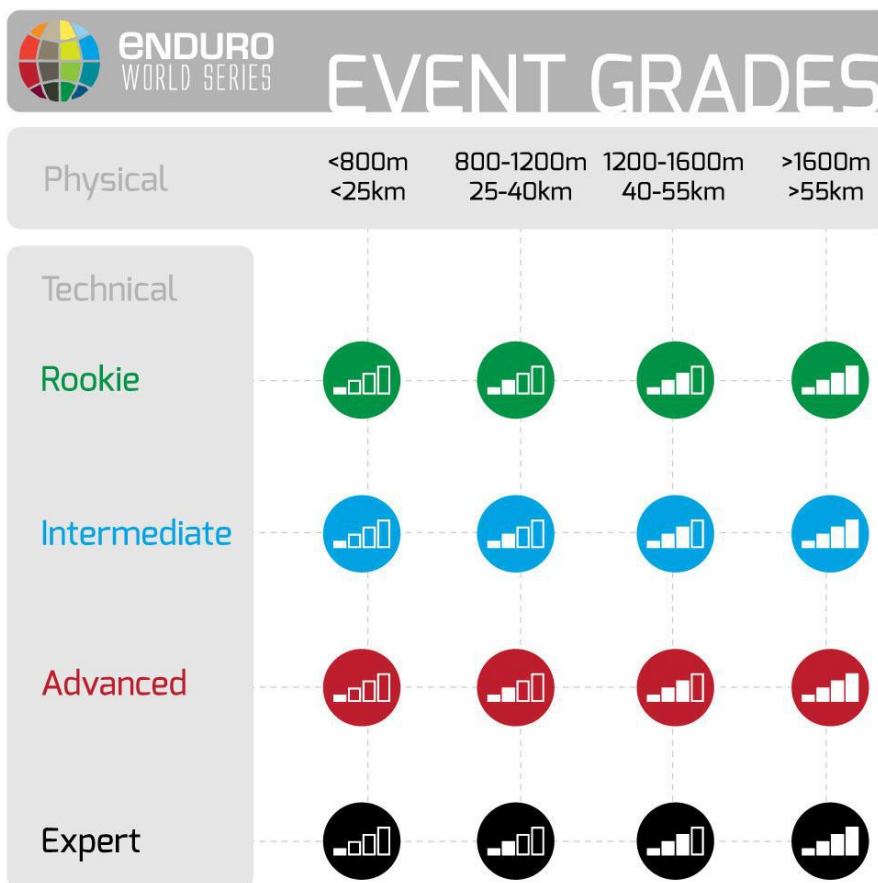 ENDURO
WORLD SERIES
EVENT GRADES
Physical
<800m 800-1200m 1200-1600m >1600m
<25km 25-40km 40-55km >55km
Technical
Rookie
Intermediate
Advanced
Expert